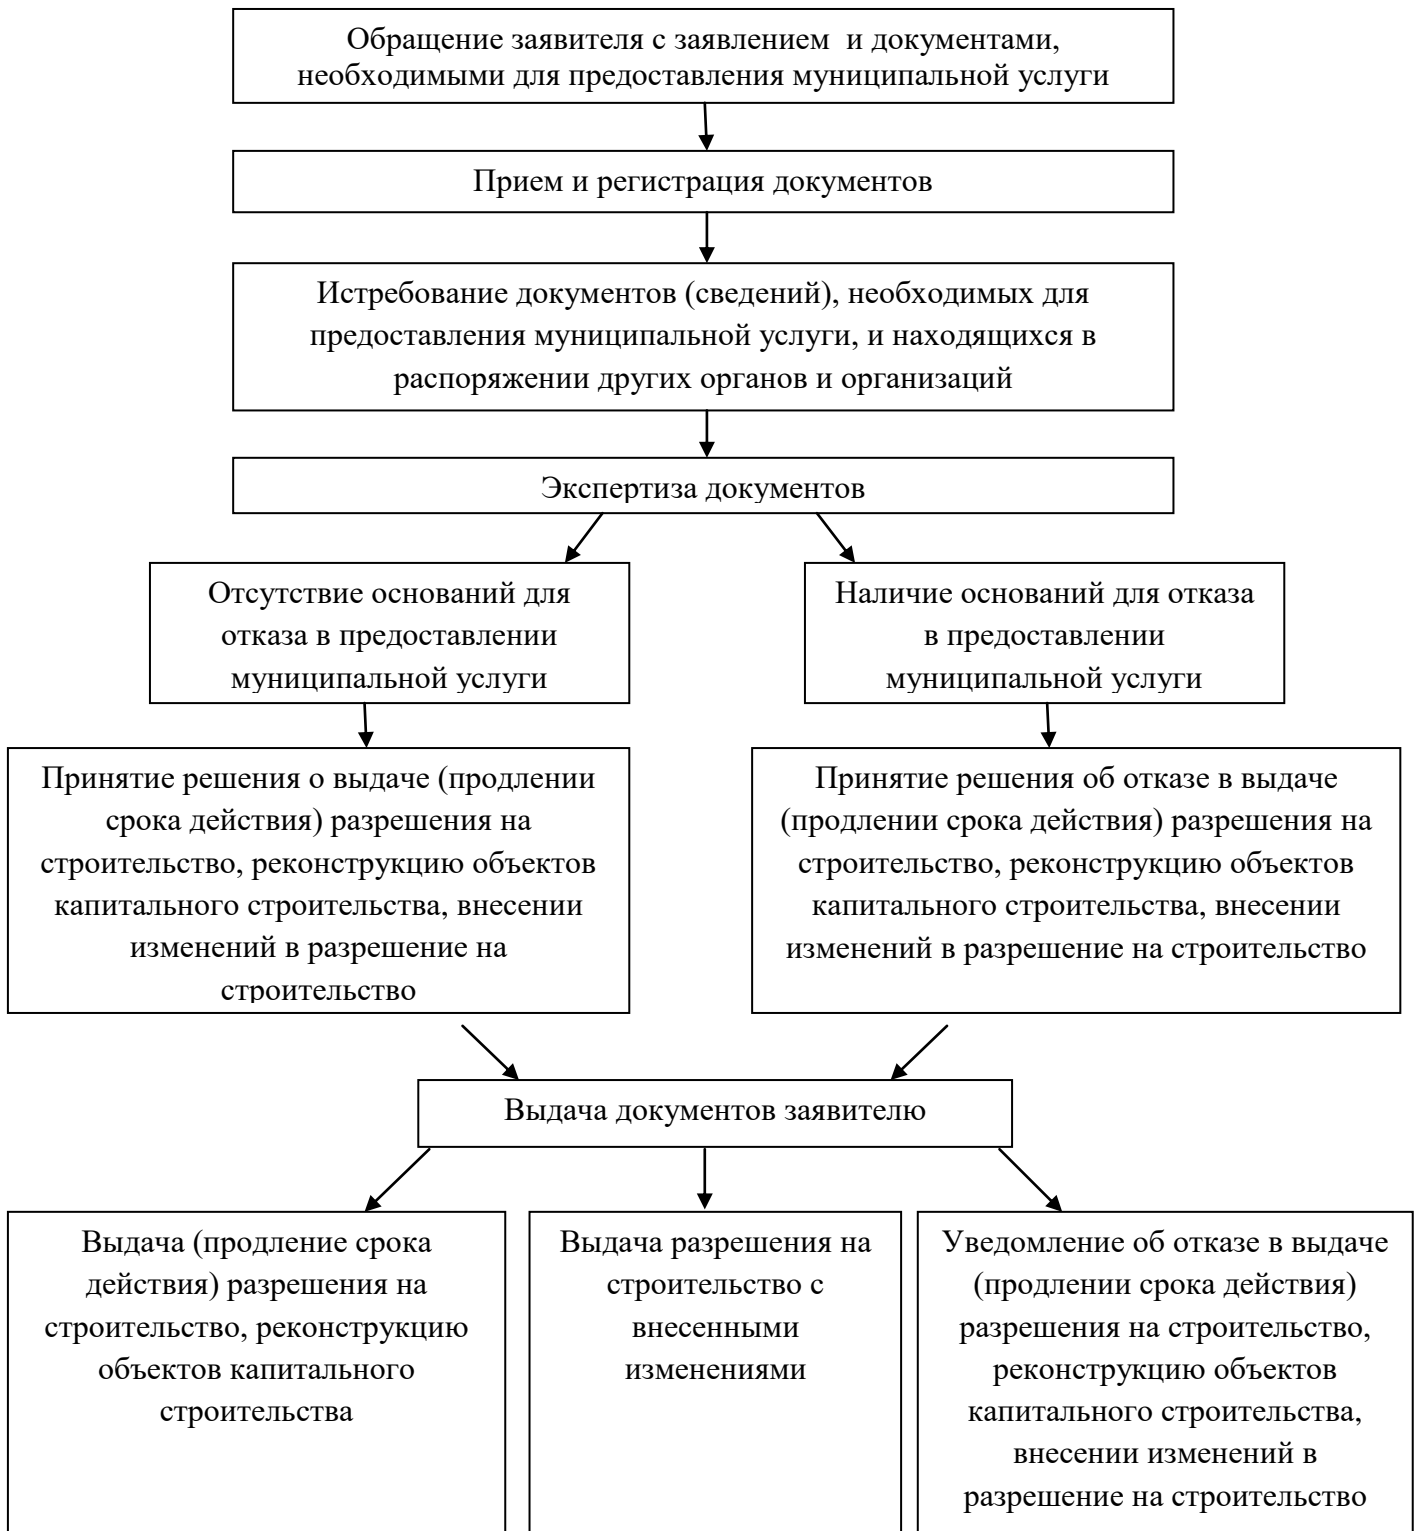 Обращение заявителя с заявлением и документами,
необходимыми для предоставления муниципальной услуги
Прием и регистрация документов
Истребование документов (сведений), необходимых для
предоставления муниципальной услуги, и находящихся в
распоряжении других органов и организаций
Экспертиза документов
Отсутствие оснований для
отказа в предоставлении
муниципальной услуги
Наличие оснований для отказа
в предоставлении
муниципальной услуги
Принятие решения о выдаче (продлении
срока действия) разрешения на
строительство, реконструкцию объектов
капитального строительства, внесении
изменений в разрешение на
строительство
Принятие решения об отказе в выдаче
(продлении срока действия) разрешения на
строительство, реконструкцию объектов
капитального строительства, внесении
изменений в разрешение на строительство
Выдача документов заявителю
Выдача (продление срока
действия) разрешения на
строительство, реконструкцию
объектов капитального
строительства
Выдача разрешения на
строительство с
внесенными
изменениями
Уведомление об отказе в выдаче
(продлении срока действия)
разрешения на строительство,
реконструкцию объектов
капитального строительства,
внесении изменений в
разрешение на строительство